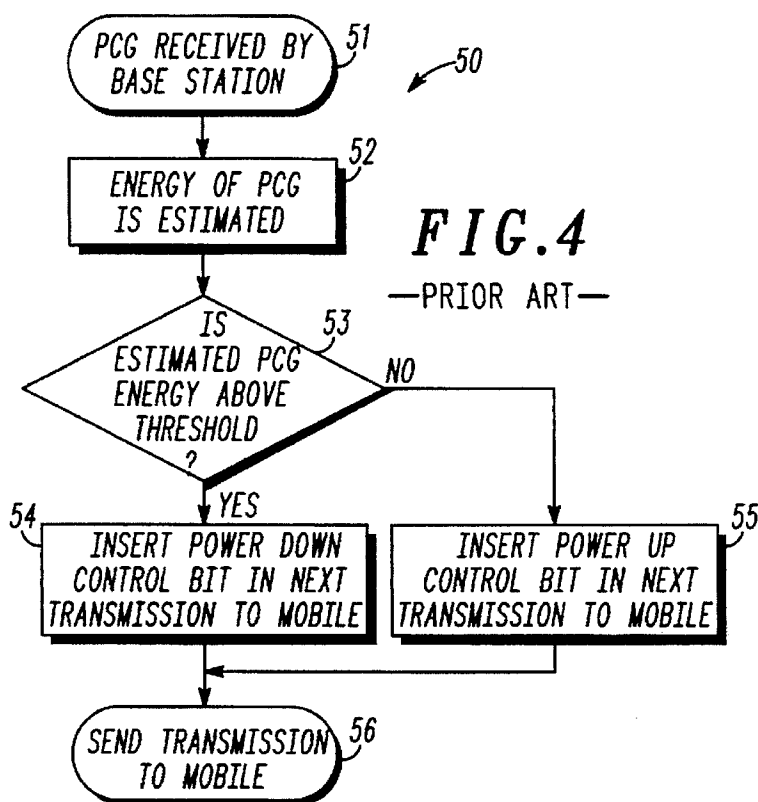 PCG RECEIVED BY
BASE STATION
51
50
52
ENERGY OF PCG
IS ESTIMATED
FIG.4
—PRIOR ART—
53
IS
ESTIMATED PCG
ENERGY ABOVE
THRESHOLD
?
NO
YES
54
INSERT POWER DOWN
CONTROL BIT IN NEXT
TRANSMISSION TO MOBILE
55
INSERT POWER UP
CONTROL BIT IN NEXT
TRANSMISSION TO MOBILE
SEND TRANSMISSION
TO MOBILE
56